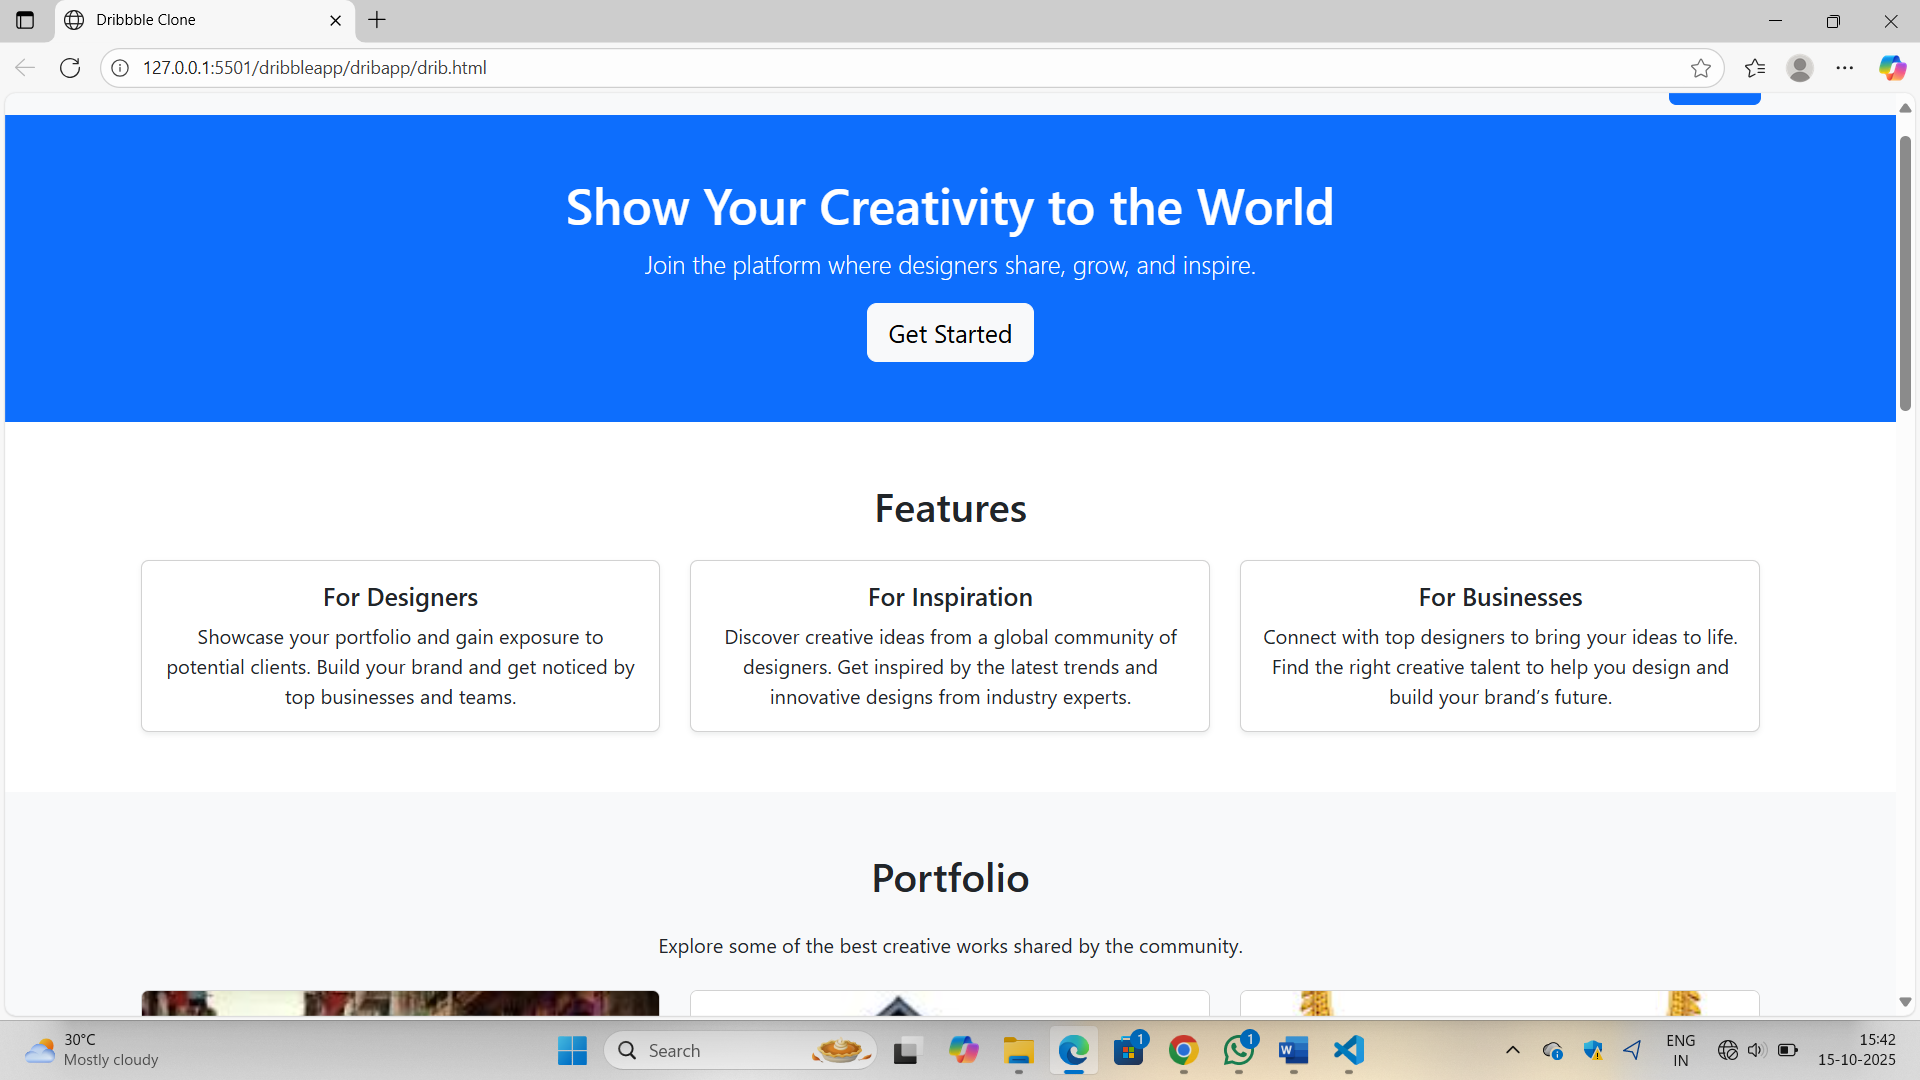 Dribbble Clone
127.0.0.1:5501/dribbleapp/dribapp/drib.html
Show Your Creativity to the World
Join the platform where designers share, grow, and inspire.
Get Started
Features
For Designers
Showcase your portfolio and gain exposure to
potential clients. Build your brand and get noticed by
top businesses and teams.
For Inspiration
Discover creative ideas from a global community of
designers. Get inspired by the latest trends and
innovative designs from industry experts.
For Businesses
Connect with top designers to bring your ideas to life.
Find the right creative talent to help you design and
build your brand’s future.
Portfolio
Explore some of the best creative works shared by the community.
30°C
Mostly cloudy
Search
1
1
W
ENG
IN
15:42
15-10-2025